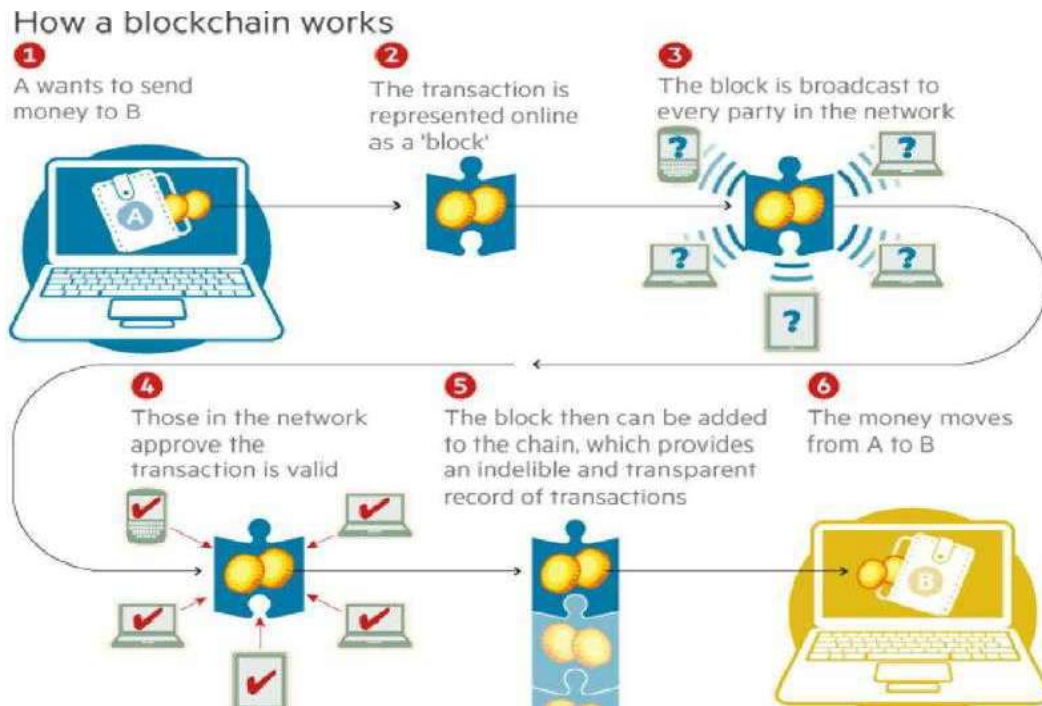 How a blockchain works
1
A wants to send
money to B
2
The transaction is
represented online
as a 'block'
3
The block is broadcast to
every party in the network
A
?
?
?
?
?
4
Those in the network
approve the
transaction is valid
5
The block then can be added
to the chain, which provides
an indelible and transparent
record of transactions
6
The money moves
from A to B
B